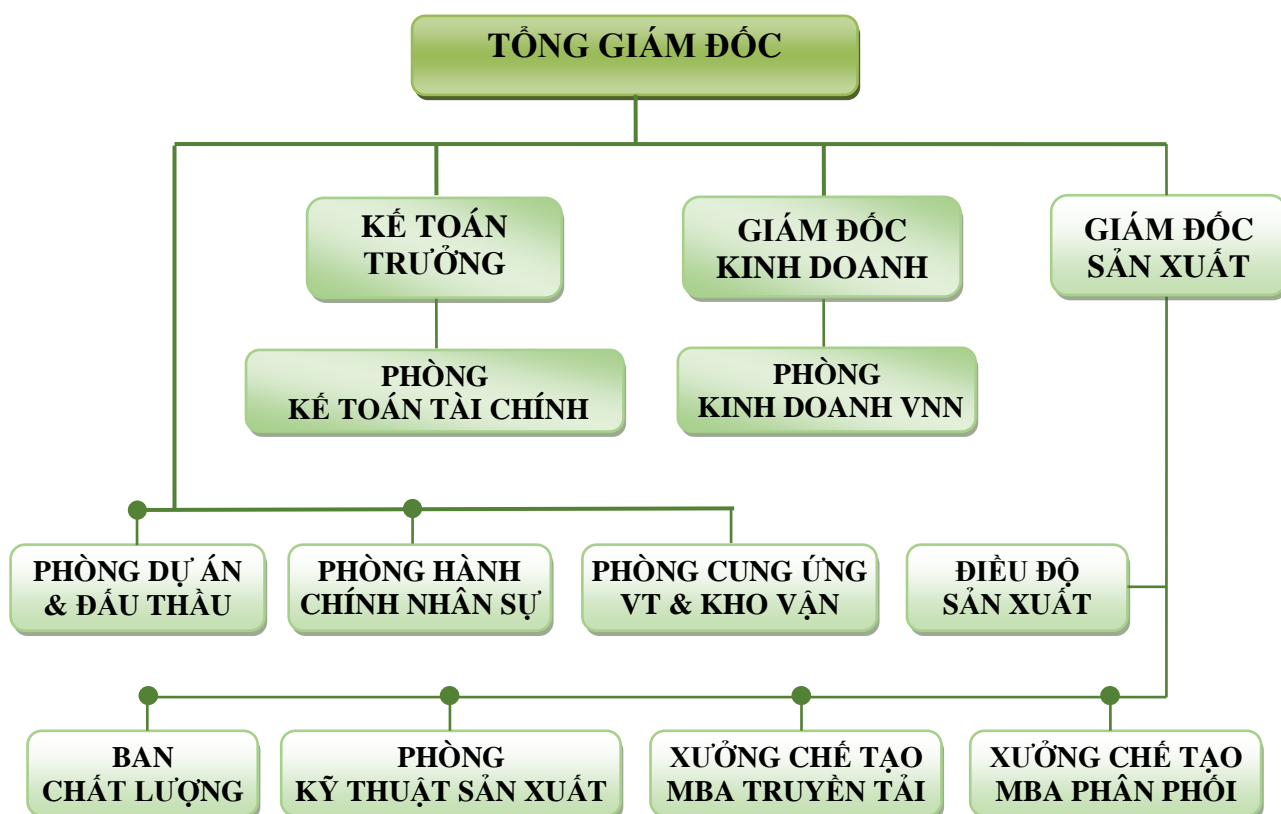 TỔNG GIÁM ĐỐC
KẾ TOÁN
TRƯỞNG
GIÁM ĐỐC
KINH DOANH
GIÁM ĐỐC
SẢN XUẤT
PHÒNG
KẾ TOÁN TÀI CHÍNH
PHÒNG
KINH DOANH VNN
PHÒNG DỰ ÁN
& ĐẤU THẦU
PHÒNG HÀNH
CHÍNH NHÂN SỰ
PHÒNG CUNG ỨNG
VT & KHO VẬN
ĐIỀU ĐỘ
SẢN XUẤT
BAN
CHẤT LƯỢNG
PHÒNG
KỸ THUẬT SẢN XUẤT
XƯỞNG CHẾ TẠO
MBA TRUYỀN TẢI
XƯỞNG CHẾ TẠO
MBA PHÂN PHỐI